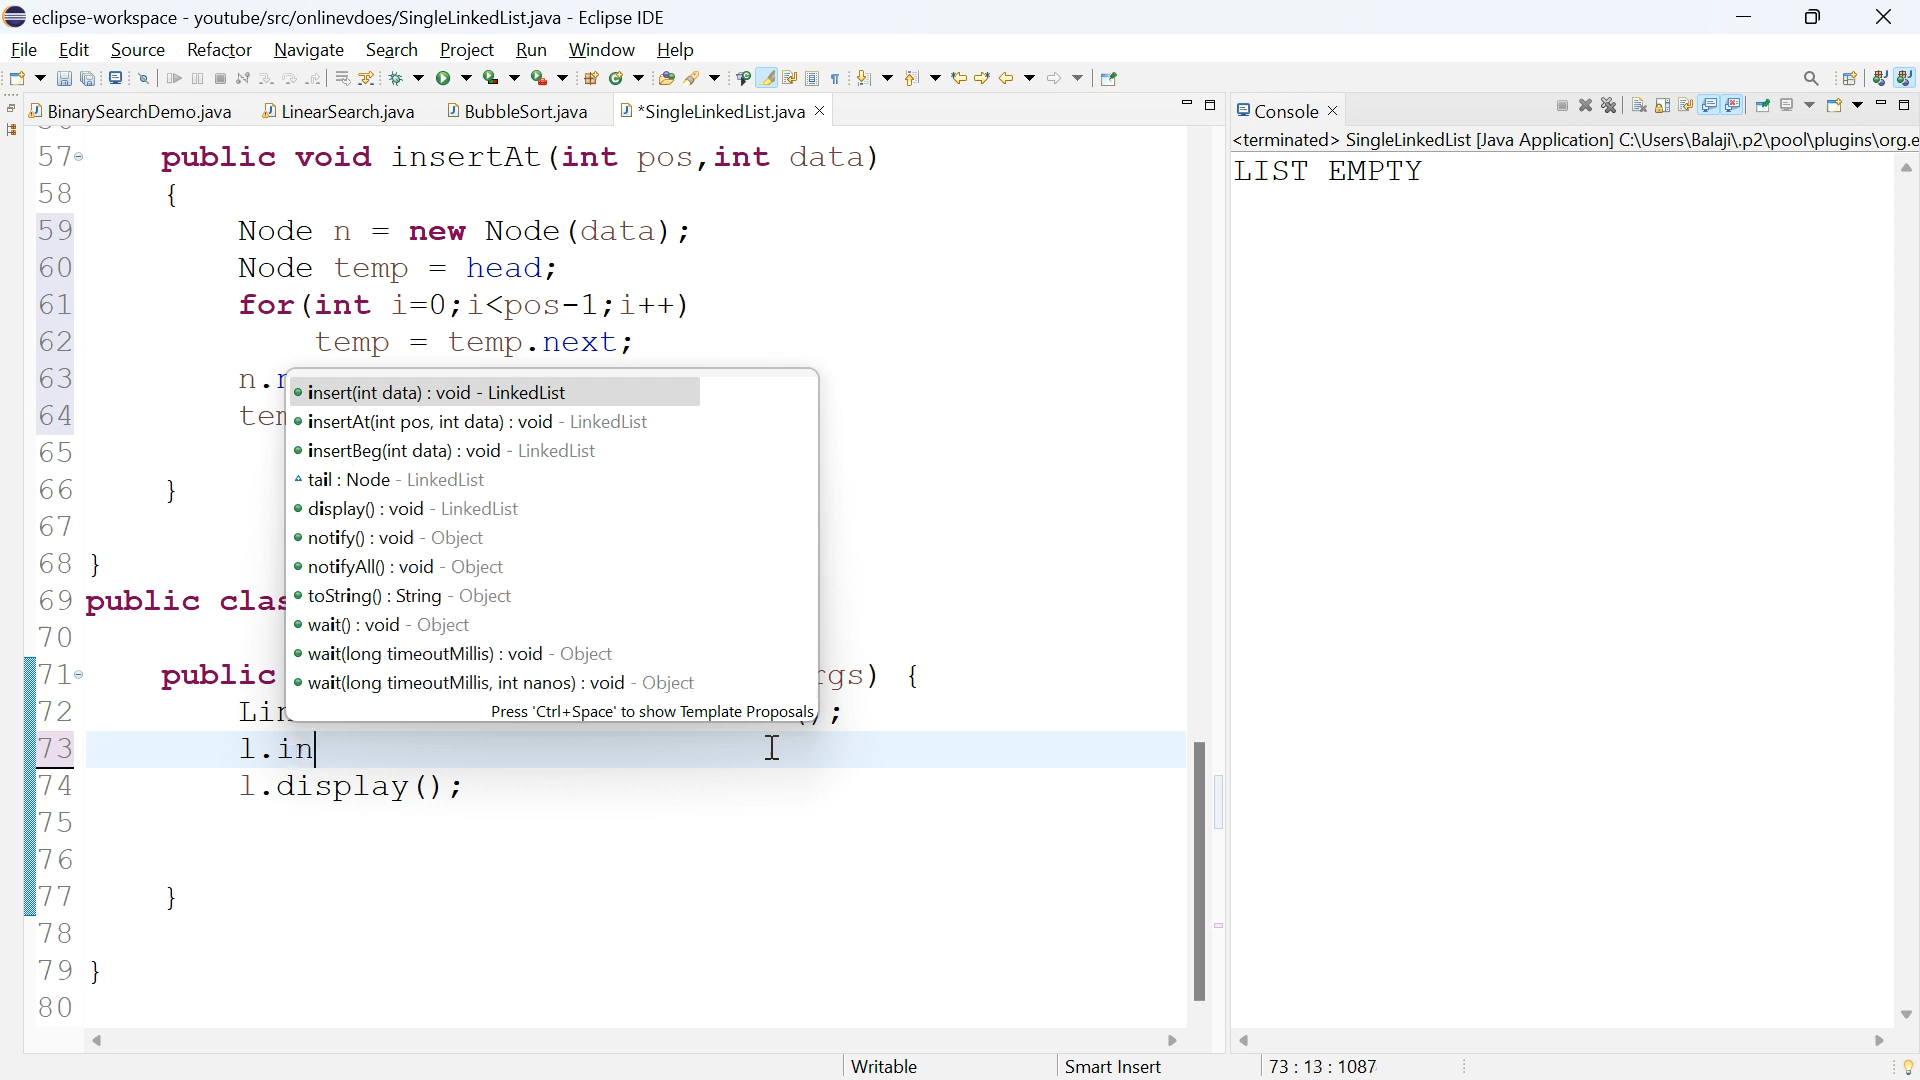 eclipse-workspace - youtube/src/onlinevdoes/SingleLinkedList.java - Eclipse IDE
File Edit Source Refactor Navigate Search Project Run Window Help
BinarySearchDemo.java LinearSearch.java BubbleSort.java *SingleLinkedList.java
Console
<terminated> SingleLinkedList [Java Application] C:\Users\Balaji\.p2\pool\plugins\org.e
LIST EMPTY
57 public void insertAt(int pos,int data)
58 {
59 Node n = new Node(data);
60 Node temp = head;
61 for(int i=0;i<pos-1;i++)
62 temp = temp.next;
63 n.
64
65
66 }
67
68 }
69 public
70
71 public {
72 ;
73 l.in
74 l.display();
75
76
77 }
78
79 }
80
insert(int data) : void - LinkedList
insertAt(int pos, int data) : void - LinkedList
insertBeg(int data) : void - LinkedList
tail : Node - LinkedList
display() : void - LinkedList
notify() : void - Object
notifyAll() : void - Object
toString() : String - Object
wait() : void - Object
wait(long timeoutMillis) : void - Object
wait(long timeoutMillis, int nanos) : void - Object
Press 'Ctrl+Space' to show Template Proposals
Writable Smart Insert 73 : 13 : 1087